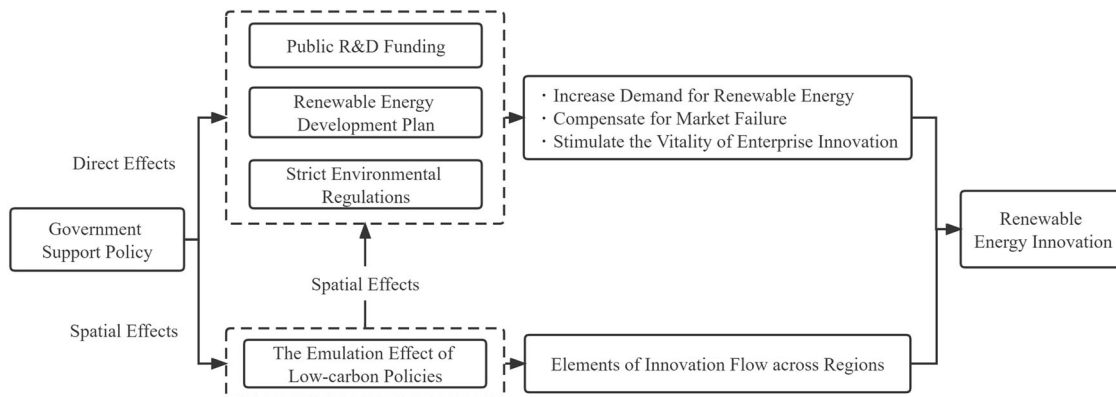 Public R&D Funding
Renewable Energy
Development Plan
Strict Environmental
Regulations
· Increase Demand for Renewable Energy
· Compensate for Market Failure
· Stimulate the Vitality of Enterprise Innovation
Direct Effects
Government
Support Policy
Renewable
Energy Innovation
Spatial Effects
Spatial Effects
The Emulation Effect of
Low-carbon Policies
Elements of Innovation Flow across Regions